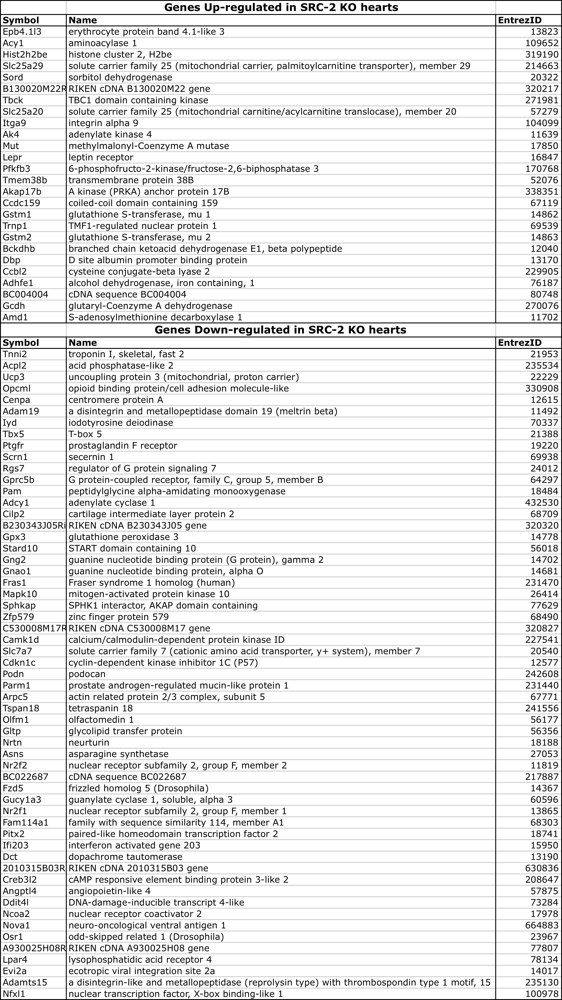 Genes Up-regulated in SRC-2 KO hearts
Symbol Name EntrezID
Epb4.1l3 erythrocyte protein band 4.1-like 3 13823
Acy1 aminoacylase 1 109652
Hist2h2be histone cluster 2, H2be 319190
Slc25a29 solute carrier family 25 (mitochondrial carrier, palmitoylcarnitine transporter), member 29 214663
Sord sorbitol dehydrogenase 20322
B130020M22R RIKEN cDNA B130020M22 gene 320217
Tbck TBC1 domain containing kinase 271981
Slc25a20 solute carrier family 25 (mitochondrial carnitine/acylcarnitine translocase), member 20 57279
Itga9 integrin alpha 9 104099
Ak4 adenylate kinase 4 11639
Mut methylmalonyl-Coenzyme A mutase 17850
Lepr leptin receptor 16847
Pfkfb3 6-phosphofructo-2-kinase/fructose-2,6-biphosphatase 3 170768
Tmem38b transmembrane protein 38B 52076
Akap17b A kinase (PRKA) anchor protein 17B 338351
Ccdc159 coiled-coil domain containing 159 67119
Gstm1 glutathione S-transferase, mu 1 14862
Trnp1 TMF1-regulated nuclear protein 1 69539
Gstm2 glutathione S-transferase, mu 2 14863
Bckdhb branched chain ketoacid dehydrogenase E1, beta polypeptide 12040
Dbp D site albumin promoter binding protein 13170
Ccbl2 cysteine conjugate-beta lyase 2 229905
Adhfe1 alcohol dehydrogenase, iron containing, 1 76187
BC004004 cDNA sequence BC004004 80748
Gcdh glutaryl-Coenzyme A dehydrogenase 270076
Amd1 S-adenosylmethionine decarboxylase 1 11702
Genes Down-regulated in SRC-2 KO hearts
Symbol Name EntrezID
Tnni2 troponin I, skeletal, fast 2 21953
Acpl2 acid phosphatase-like 2 235534
Ucp3 uncoupling protein 3 (mitochondrial, proton carrier) 22229
Opcml opioid binding protein/cell adhesion molecule-like 330908
Cenpa centromere protein A 12615
Adam19 a disintegrin and metallopeptidase domain 19 (meltrin beta) 11492
Iyd iodotyrosine deiodinase 70337
Tbx5 T-box 5 21388
Ptgfr prostaglandin F receptor 19220
Scrn1 secernin 1 69938
Rgs7 regulator of G protein signaling 7 24012
Gprc5b G protein-coupled receptor, family C, group 5, member B 64297
Pam peptidylglycine alpha-amidating monooxygenase 18484
Adcy1 adenylate cyclase 1 432530
Cilp2 cartilage intermediate layer protein 2 68709
B230343J05Ri RIKEN cDNA B230343J05 gene 320320
Gpx3 glutathione peroxidase 3 14778
Stard10 START domain containing 10 56018
Gng2 guanine nucleotide binding protein (G protein), gamma 2 14702
Gnao1 guanine nucleotide binding protein, alpha O 14681
Fras1 Fraser syndrome 1 homolog (human) 231470
Mapk10 mitogen-activated protein kinase 10 26414
Sphkap SPHK1 interactor, AKAP domain containing 77629
Zfp579 zinc finger protein 579 68490
C530008M17R RIKEN cDNA C530008M17 gene 320827
Camk1d calcium/calmodulin-dependent protein kinase ID 227541
Slc7a7 solute carrier family 7 (cationic amino acid transporter, y+ system), member 7 20540
Cdkn1c cyclin-dependent kinase inhibitor 1C (P57) 12577
Podn podocan 242608
Parm1 prostate androgen-regulated mucin-like protein 1 231440
Arpc5 actin related protein 2/3 complex, subunit 5 67771
Tspan18 tetraspanin 18 241556
Olfm1 olfactomedin 1 56177
Gltp glycolipid transfer protein 56356
Nrtn neurturin 18188
Asns asparagine synthetase 27053
Nr2f2 nuclear receptor subfamily 2, group F, member 2 11819
BC022687 cDNA sequence BC022687 217887
Fzd5 frizzled homolog 5 (Drosophila) 14367
Gucy1a3 guanylate cyclase 1, soluble, alpha 3 60596
Nr2f1 nuclear receptor subfamily 2, group F, member 1 13865
Fam114a1 family with sequence similarity 114, member A1 68303
Pitx2 paired-like homeodomain transcription factor 2 18741
Ifi203 interferon activated gene 203 15950
Dct dopachrome tautomerase 13190
2010315B03R RIKEN cDNA 2010315B03 gene 630836
Creb3l2 cAMP responsive element binding protein 3-like 2 208647
Angptl4 angiopoietin-like 4 57875
Ddit4l DNA-damage-inducible transcript 4-like 73284
Ncoa2 nuclear receptor coactivator 2 17978
Nova1 neuro-oncological ventral antigen 1 664883
Osr1 odd-skipped related 1 (Drosophila) 23967
A930025H08R RIKEN cDNA A930025H08 gene 77807
Lpar4 lysophosphatidic acid receptor 4 78134
Evi2a ecotropic viral integration site 2a 14017
Adamts15 a disintegrin-like and metallopeptidase (reprolysin type) with thrombospondin type 1 motif, 15 235130
Nfxl1 nuclear transcription factor, X-box binding-like 1 100978